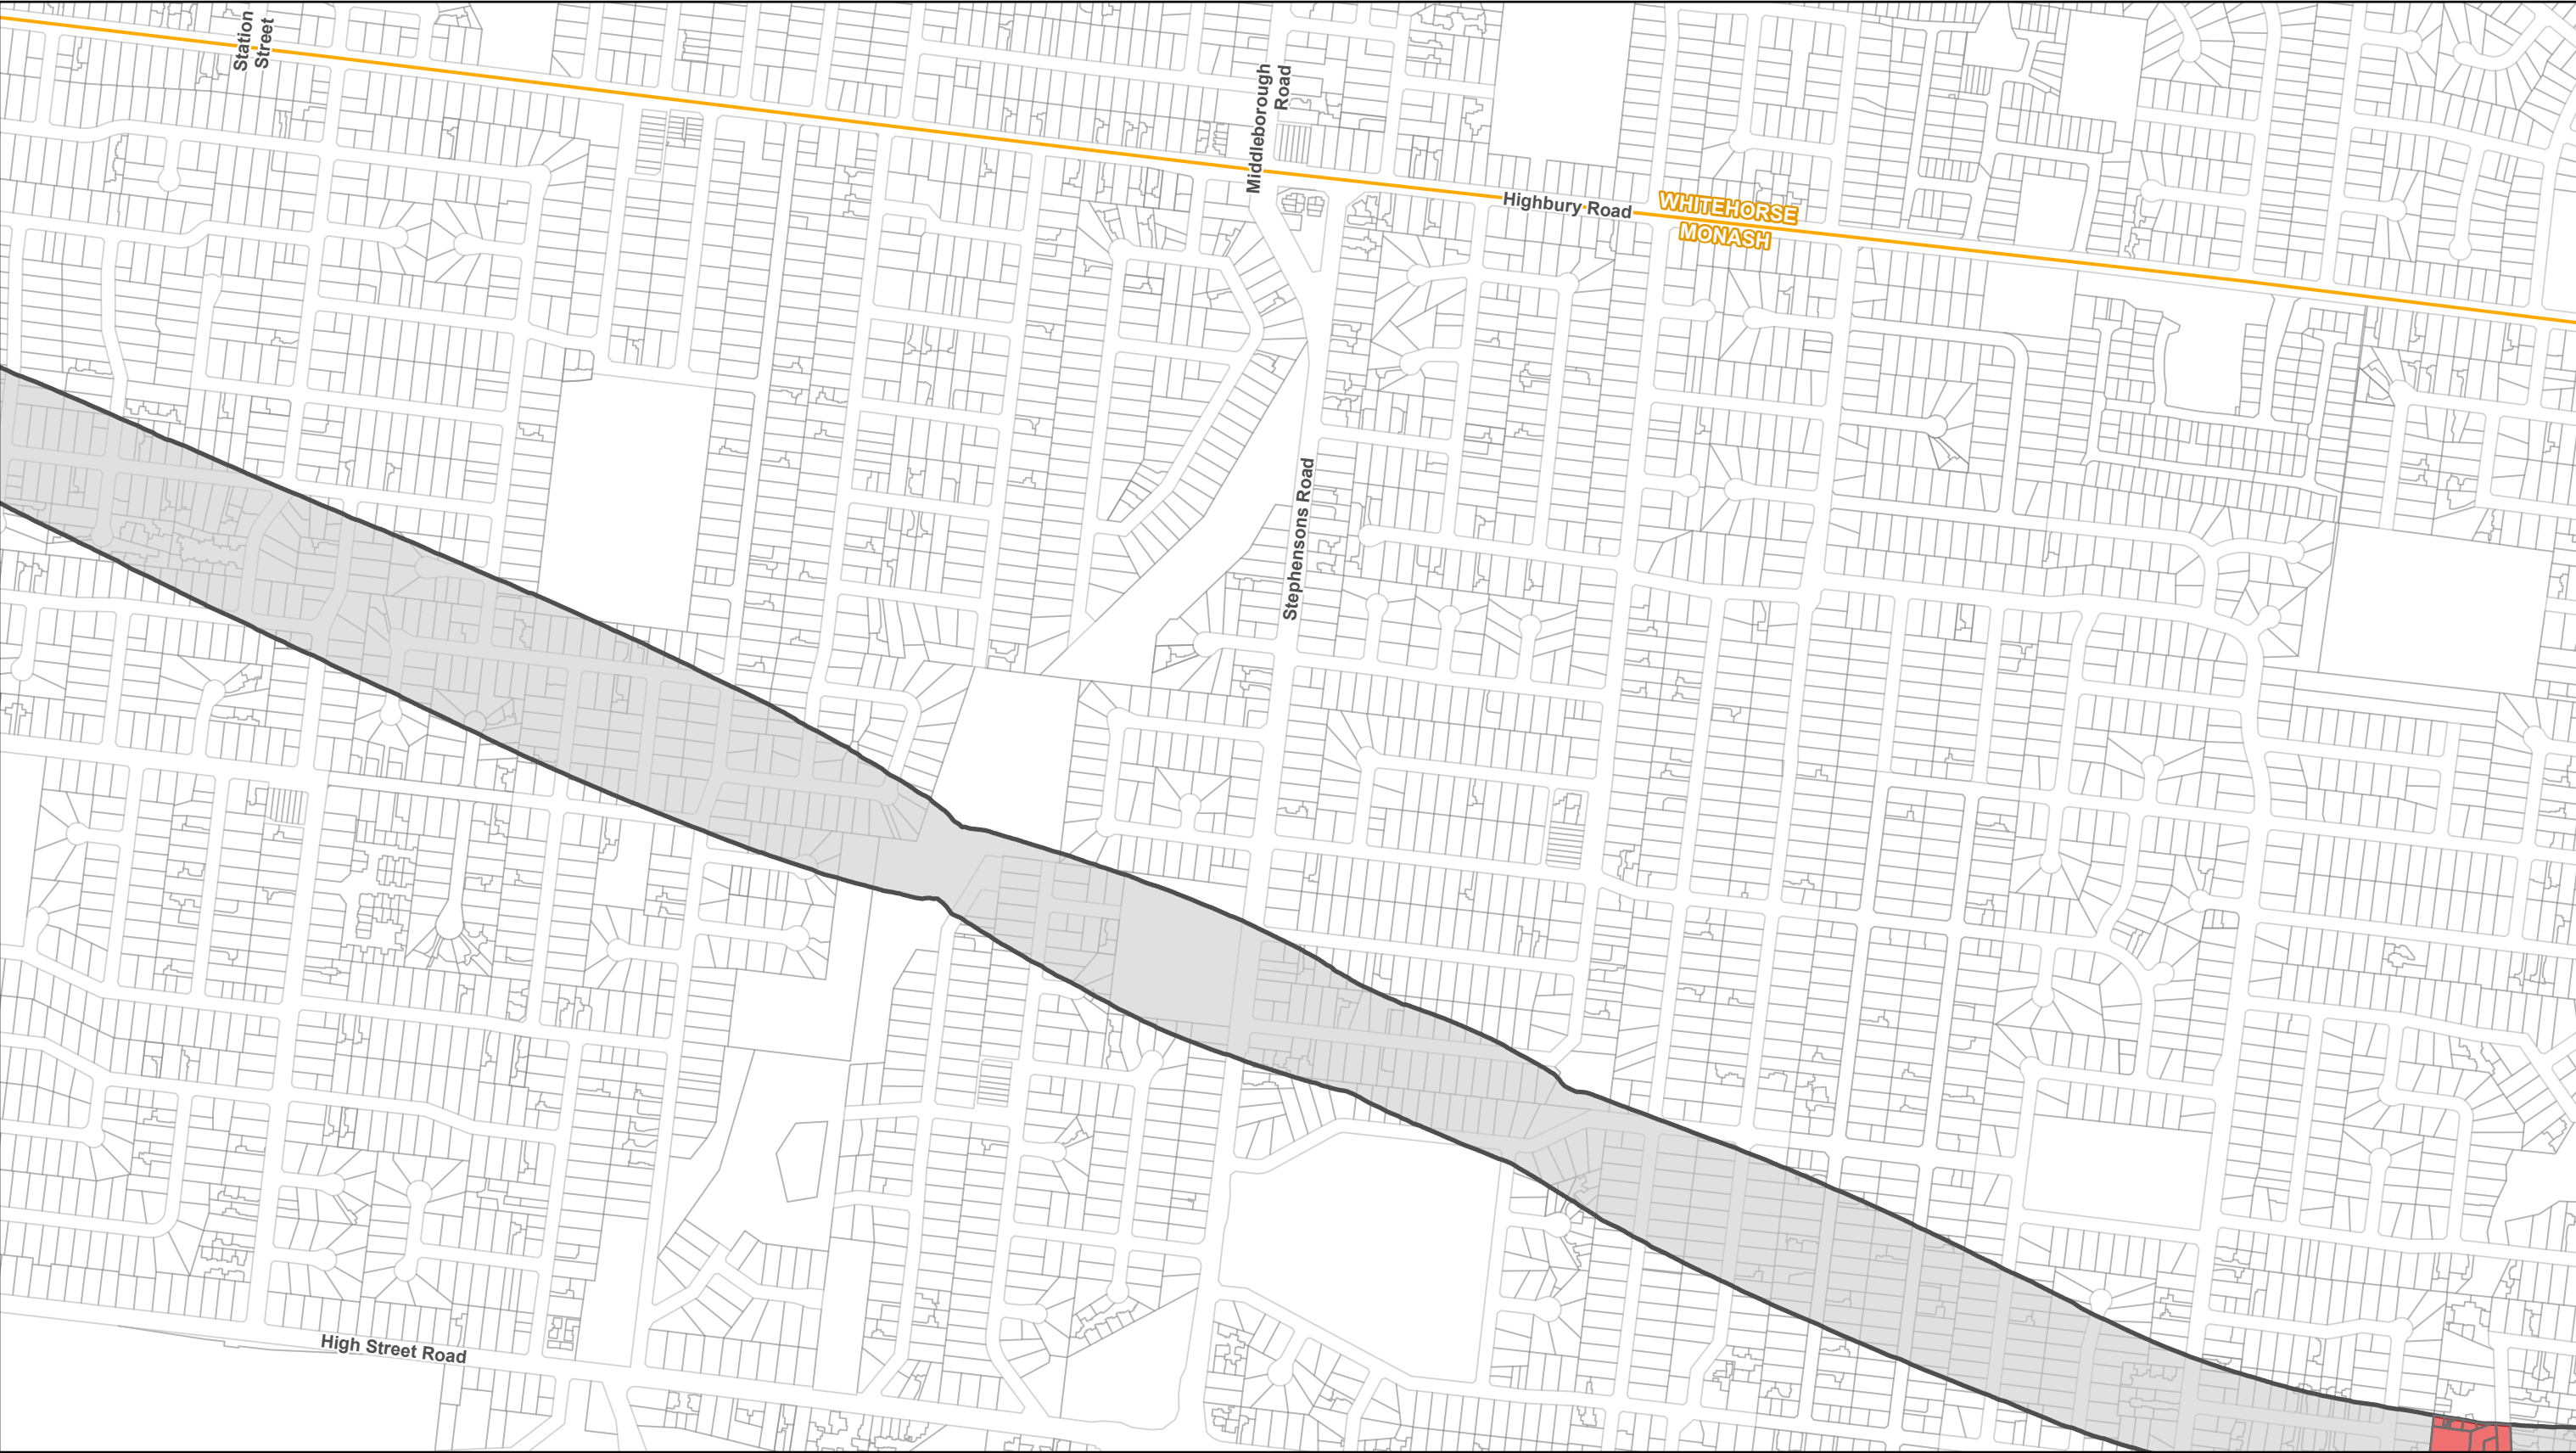 Station
Street
Middleborough
Road
Highbury Road
WHITEHORSE
MONASH
Stephensons Road
High Street Road